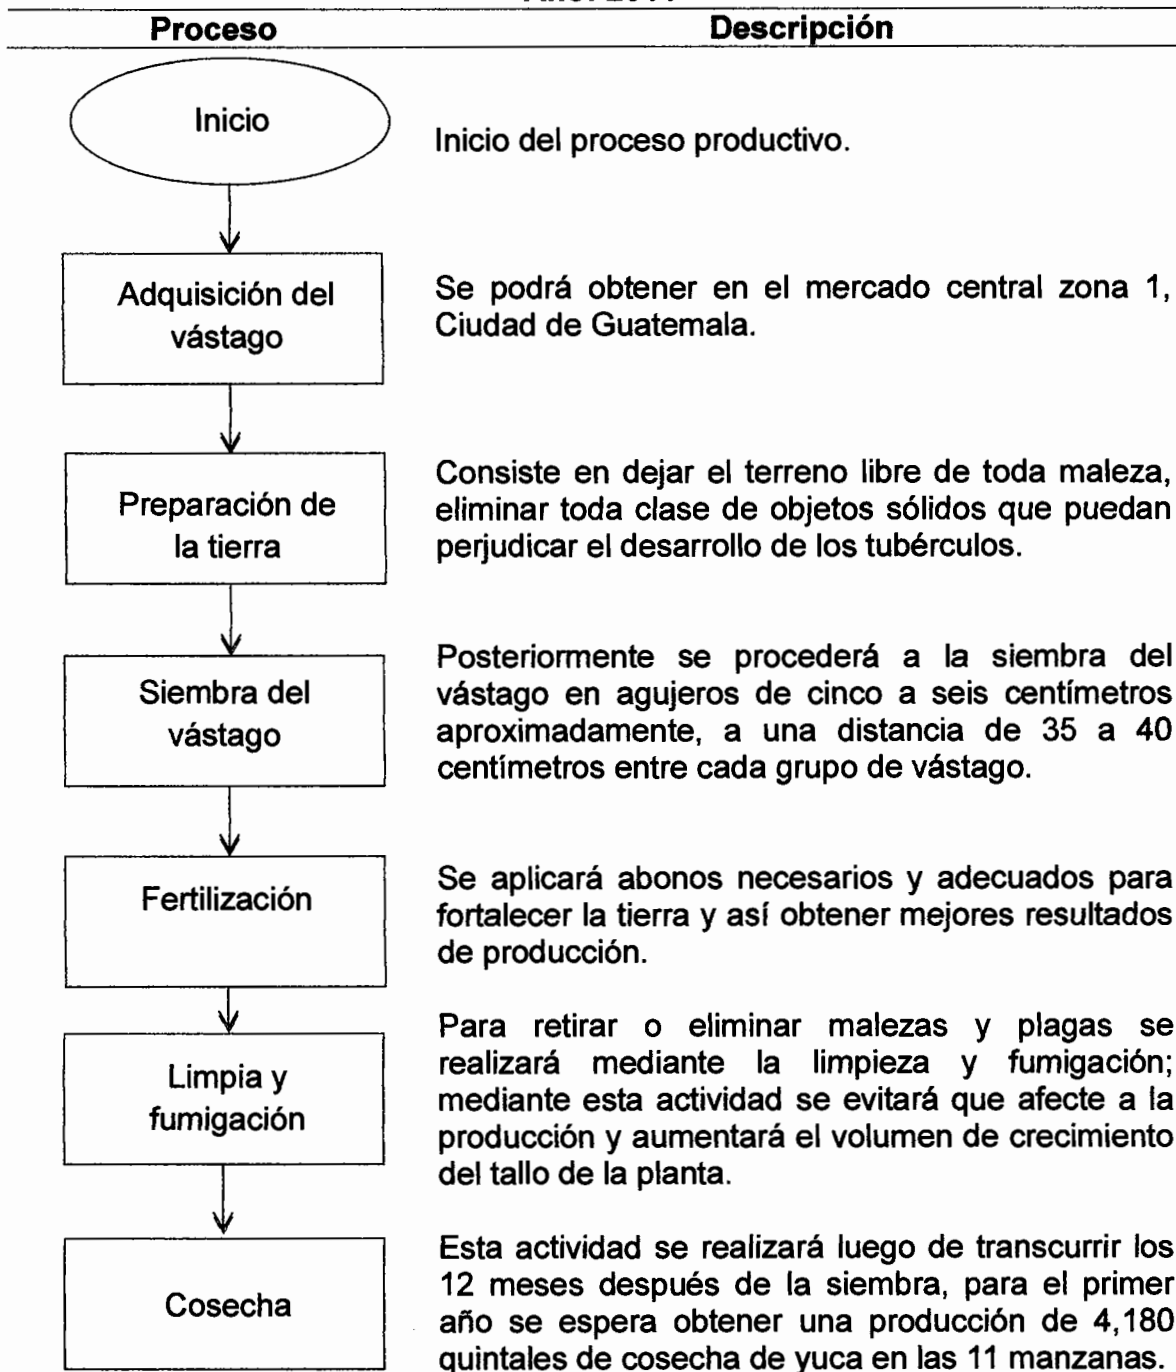 Proceso Descripción
Inicio
Inicio del proceso productivo.
Adquisición del
vástago
Se podrá obtener en el mercado central zona 1,
Ciudad de Guatemala.
Preparación de
la tierra
Consiste en dejar el terreno libre de toda maleza,
eliminar toda clase de objetos sólidos que puedan
perjudicar el desarrollo de los tubérculos.
Siembra del
vástago
Posteriormente se procederá a la siembra del
vástago en agujeros de cinco a seis centímetros
aproximadamente, a una distancia de 35 a 40
centímetros entre cada grupo de vástago.
Fertilización
Se aplicará abonos necesarios y adecuados para
fortalecer la tierra y así obtener mejores resultados
de producción.
Limpia y
fumigación
Para retirar o eliminar malezas y plagas se
realizará mediante la limpieza y fumigación;
mediante esta actividad se evitará que afecte a la
producción y aumentará el volumen de crecimiento
del tallo de la planta.
Cosecha
Esta actividad se realizará luego de transcurrir los
12 meses después de la siembra, para el primer
año se espera obtener una producción de 4,180
quintales de cosecha de yuca en las 11 manzanas.